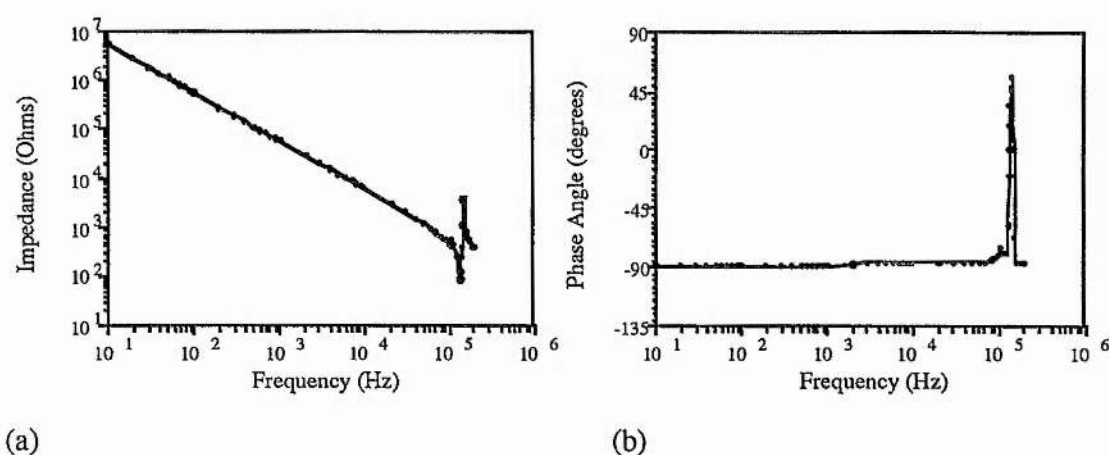 10 7
10 6
10 5
10 4
10 3
10 2
10 1
Impedance (Ohms)
10 1 10 2 10 3 10 4 10 5 10 6
Frequency (Hz)
(a)
90
45
0
-45
-90
-135
Phase Angle (degrees)
10 1 10 2 10 3 10 4 10 5 10 6
Frequency (Hz)
(b)